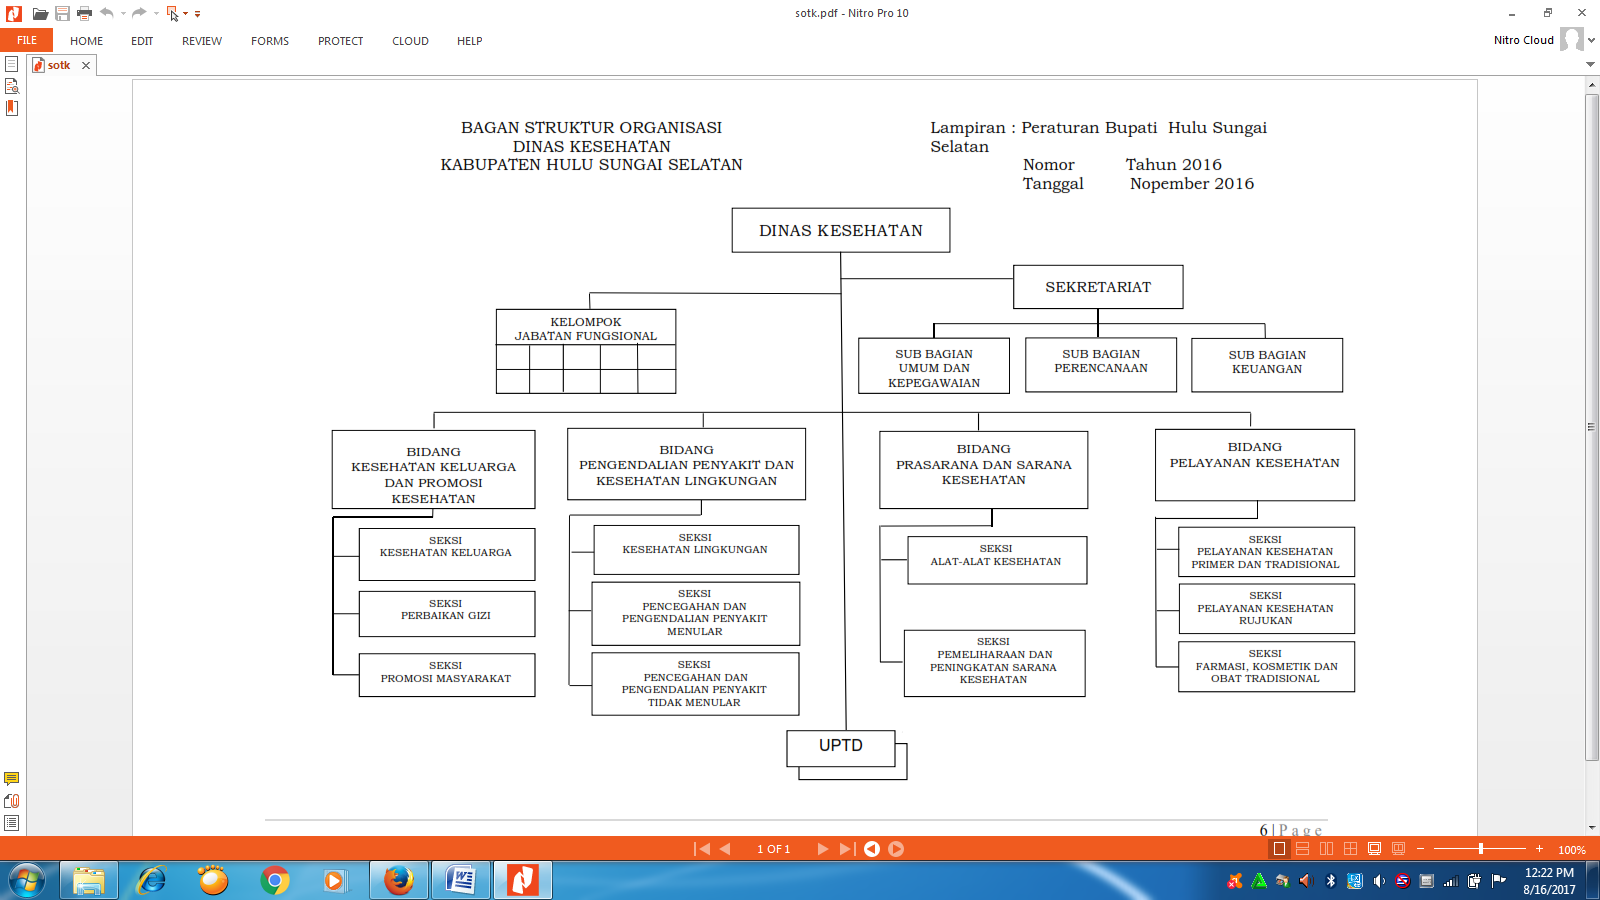 sotk.pdf - Nitro Pro 10
FILE
HOME
EDIT
REVIEW
FORMS
PROTECT
CLOUD
HELP
Nitro Cloud
sotk
BAGAN STRUKTUR ORGANISASI
DINAS KESEHATAN
KABUPATEN HULU SUNGAI SELATAN
Lampiran : Peraturan Bupati Hulu Sungai
Selatan
Nomor Tahun 2016
Tanggal Nopember 2016
DINAS KESEHATAN
SEKRETARIAT
KELOMPOK
JABATAN FUNGSIONAL
SUB BAGIAN
UMUM DAN
KEPEGAWAIAN
SUB BAGIAN
PERENCANAAN
SUB BAGIAN
KEUANGAN
BIDANG
KESEHATAN KELUARGA
DAN PROMOSI
KESEHATAN
BIDANG
PENGENDALIAN PENYAKIT DAN
KESEHATAN LINGKUNGAN
BIDANG
PRASARANA DAN SARANA
KESEHATAN
BIDANG
PELAYANAN KESEHATAN
SEKSI
KESEHATAN KELUARGA
SEKSI
PERBAIKAN GIZI
SEKSI
PROMOSI MASYARAKAT
SEKSI
KESEHATAN LINGKUNGAN
SEKSI
PENCEGAHAN DAN
PENGENDALIAN PENYAKIT
MENULAR
SEKSI
PENCEGAHAN DAN
PENGENDALIAN PENYAKIT
TIDAK MENULAR
SEKSI
ALAT-ALAT KESEHATAN
SEKSI
PEMELIHARAAN DAN
PENINGKATAN SARANA
KESEHATAN
SEKSI
PELAYANAN KESEHATAN
PRIMER DAN TRADISIONAL
SEKSI
PELAYANAN KESEHATAN
RUJUKAN
SEKSI
FARMASI, KOSMETIK DAN
OBAT TRADISIONAL
UPTD
6 | Page
1 OF 1
100%
12:22 PM
8/16/2017